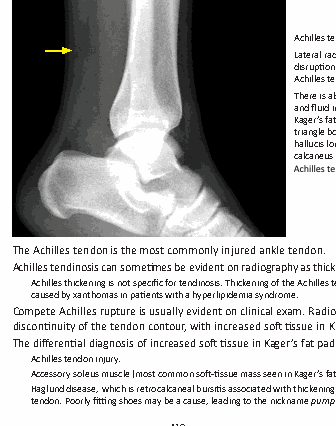 Achilles te
Lateral rad
disruption
Achilles te
There is ab
and fluid i
Kager's fat
triangle bo
hallucis lo
calcaneus
Achilles te
The Achilles tendon is the most commonly injured ankle tendon.
Achilles tendinosis can sometimes be evident on radiography as thick
Achilles thickening is not specific for tendinosis. Thickening of the Achilles te
caused by xanthomas in patients with a hyperlipidemia syndrome.
Compete Achilles rupture is usually evident on clinical exam. Radio
discontinuity of the tendon contour, with increased soft tissue in K
The differential diagnosis of increased soft tissue in Kager's fat pad
Achilles tendon injury.
Accessory soleus muscle (most common soft-tissue mass seen in Kager's fat
Haglund disease, which is retrocalcaneal bursitis associated with thickening
tendon. Poorly fitting shoes may be a cause, leading to the nickname pump